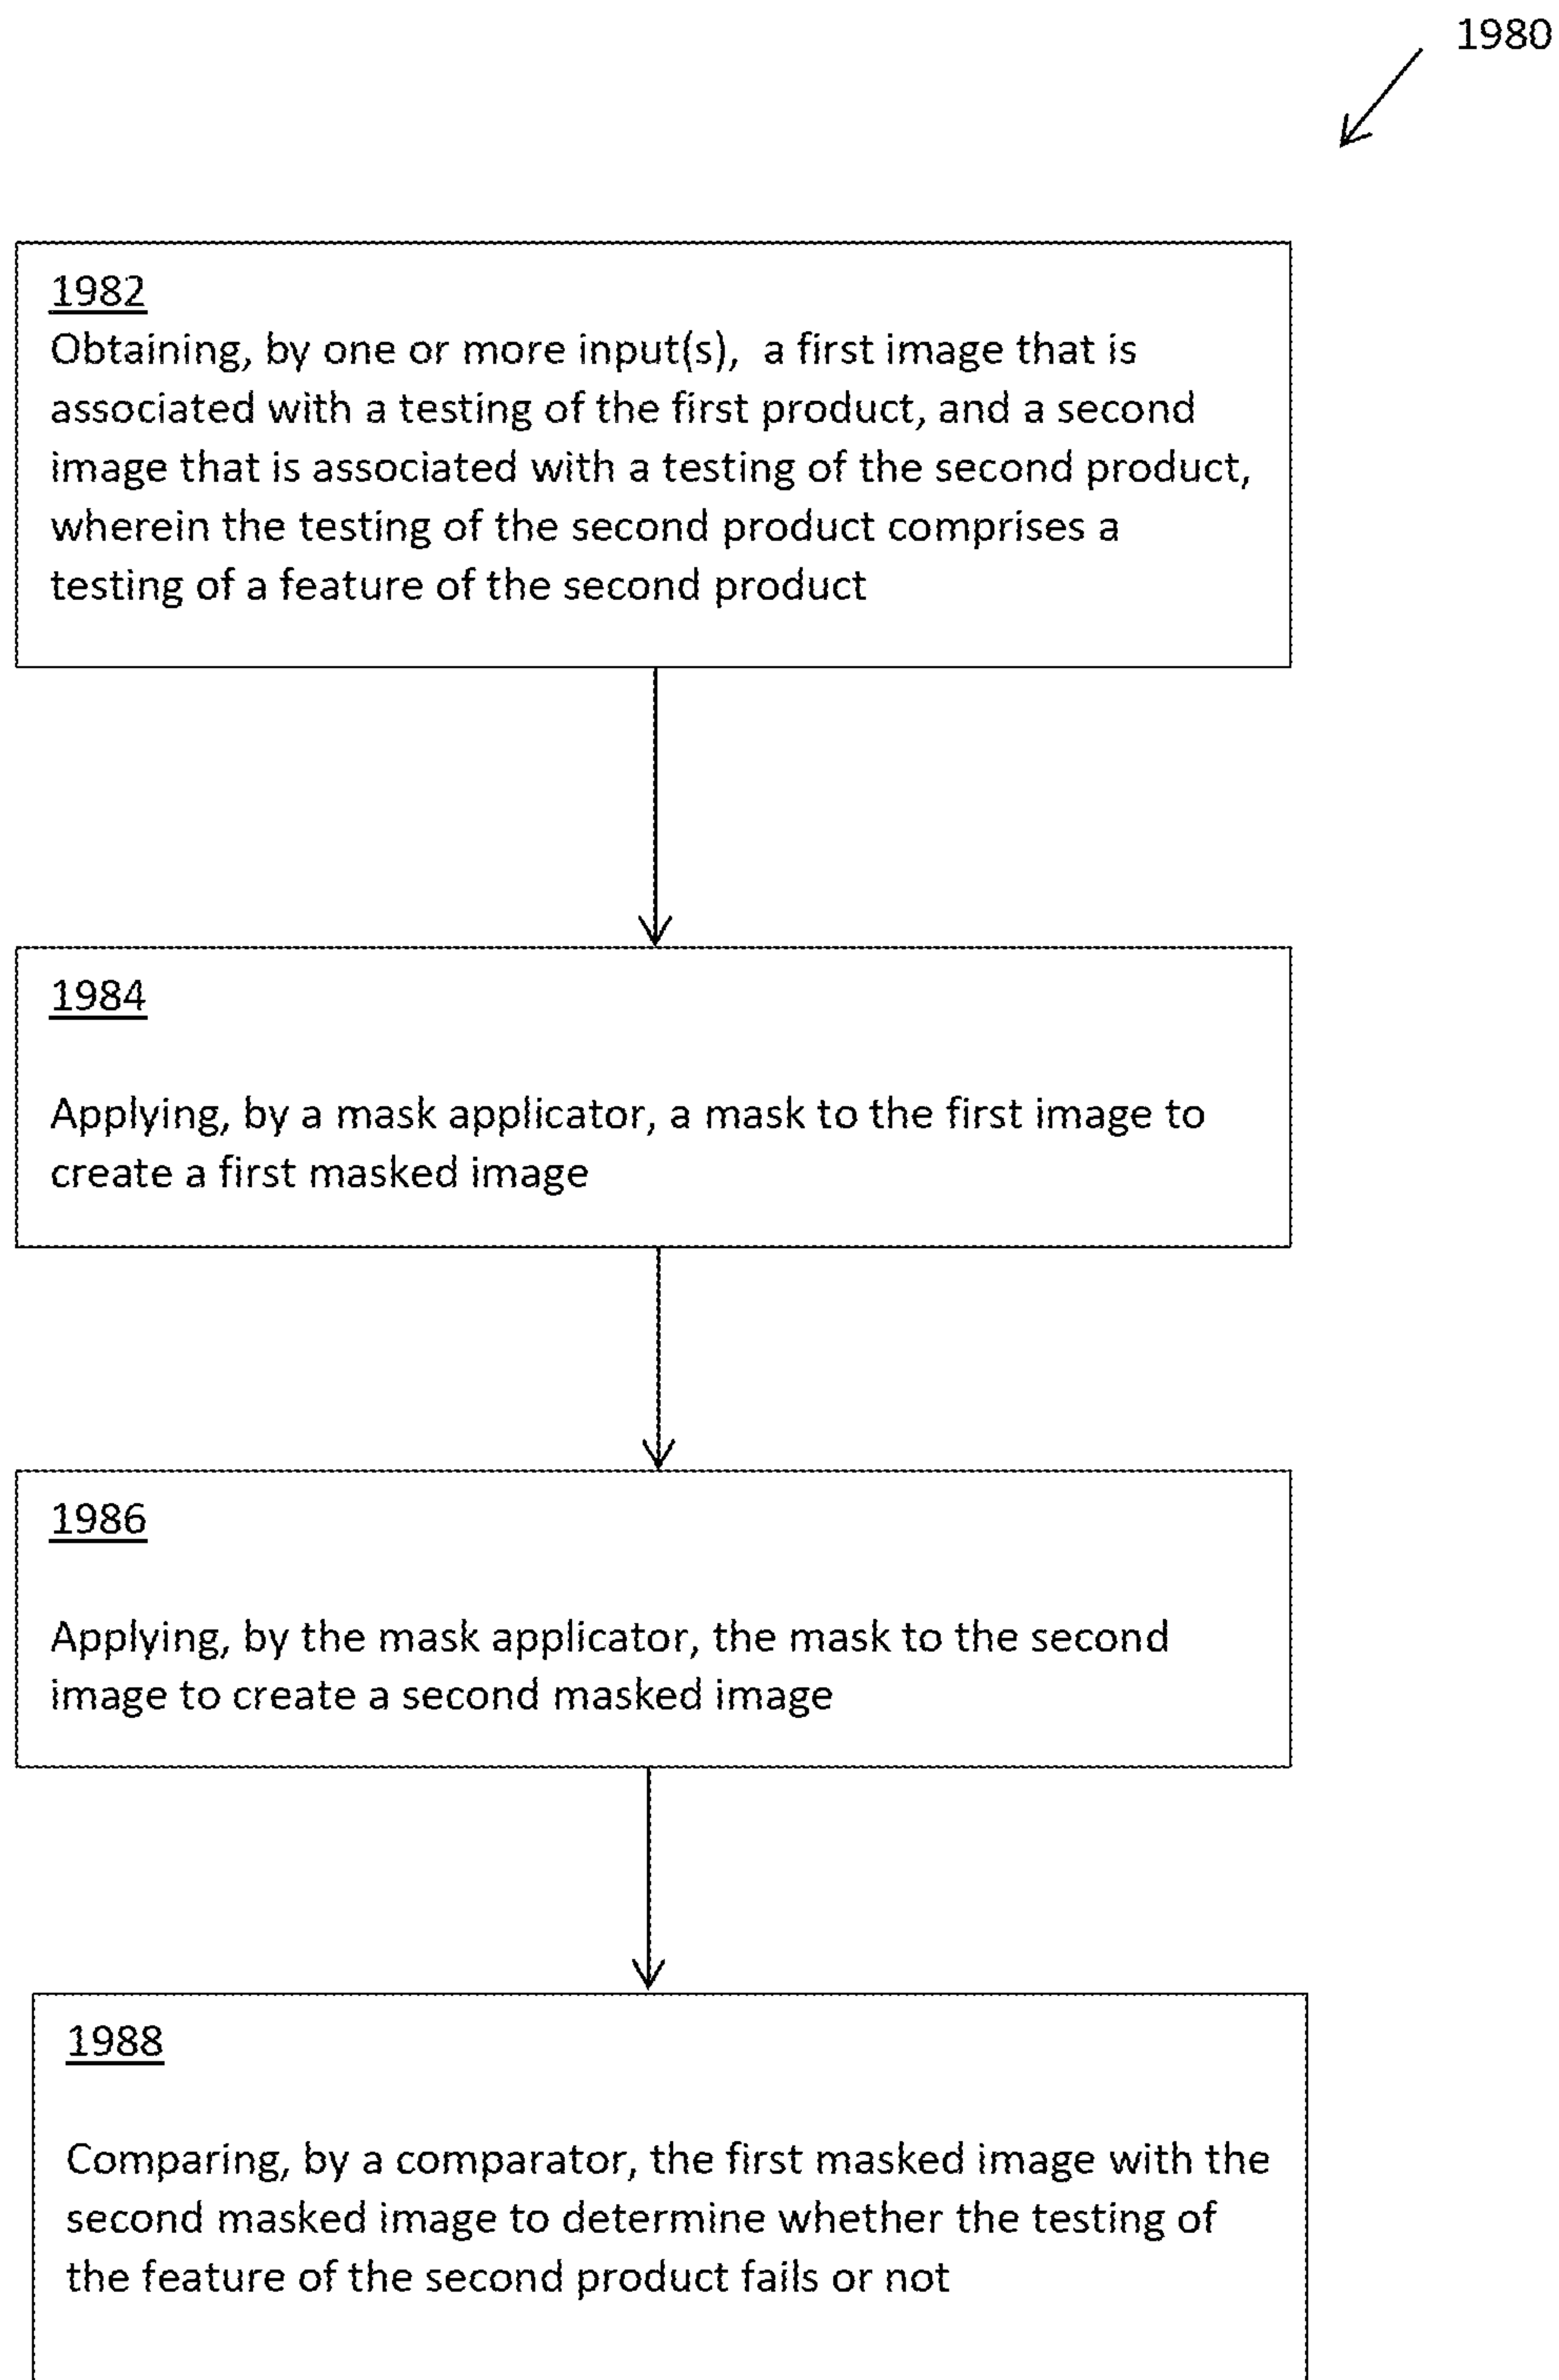 1980
1982
Obtaining, by one or more input(s), a first image that is
associated with a testing of the first product, and a second
image that is associated with a testing of the second product,
wherein the testing of the second product comprises a
testing of a feature of the second product
1984
Applying, by a mask applicator, a mask to the first image to
create a first masked image
1986
Applying, by the mask applicator, the mask to the second
image to create a second masked image
1988
Comparing, by a comparator, the first masked image with the
second masked image to determine whether the testing of
the feature of the second product fails or not